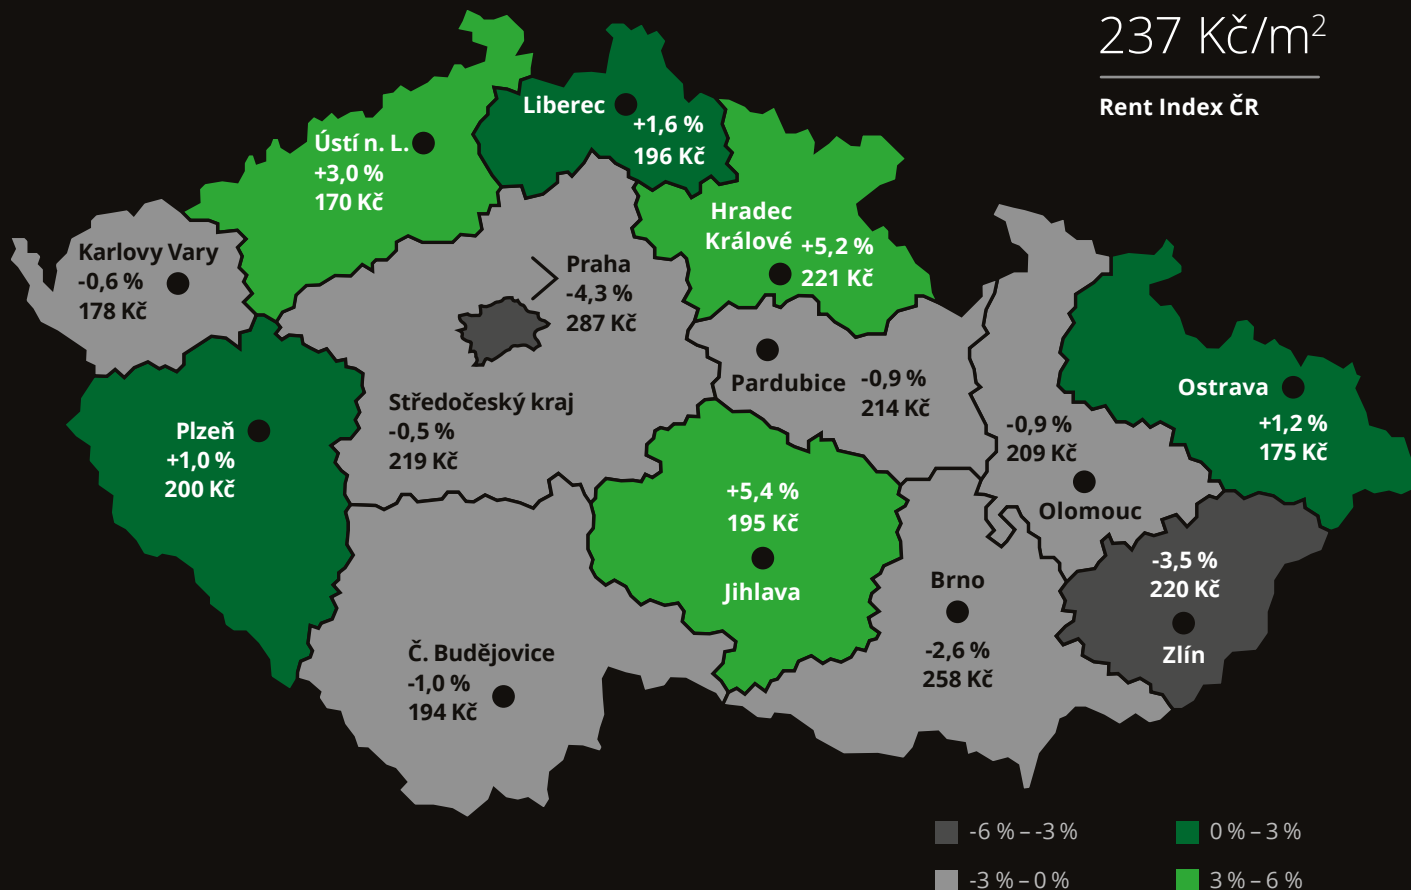 237 Kč/m²
Rent Index ČR
Liberec
+1,6 %
196 Kč
Ústí n. L.
+3,0 %
170 Kč
Hradec
Králové
+5,2 %
221 Kč
Karlovy Vary
-0,6 %
178 Kč
Praha
-4,3 %
287 Kč
Pardubice
-0,9 %
214 Kč
Ostrava
+1,2 %
175 Kč
Středočeský kraj
-0,5 %
219 Kč
Plzeň
+1,0 %
200 Kč
-0,9 %
209 Kč
Olomouc
+5,4 %
195 Kč
Jihlava
Brno
-2,6 %
258 Kč
-3,5 %
220 Kč
Zlín
Č. Budějovice
-1,0 %
194 Kč
-6 % – -3 %
0 % – 3 %
-3 % – 0 %
3 % – 6 %